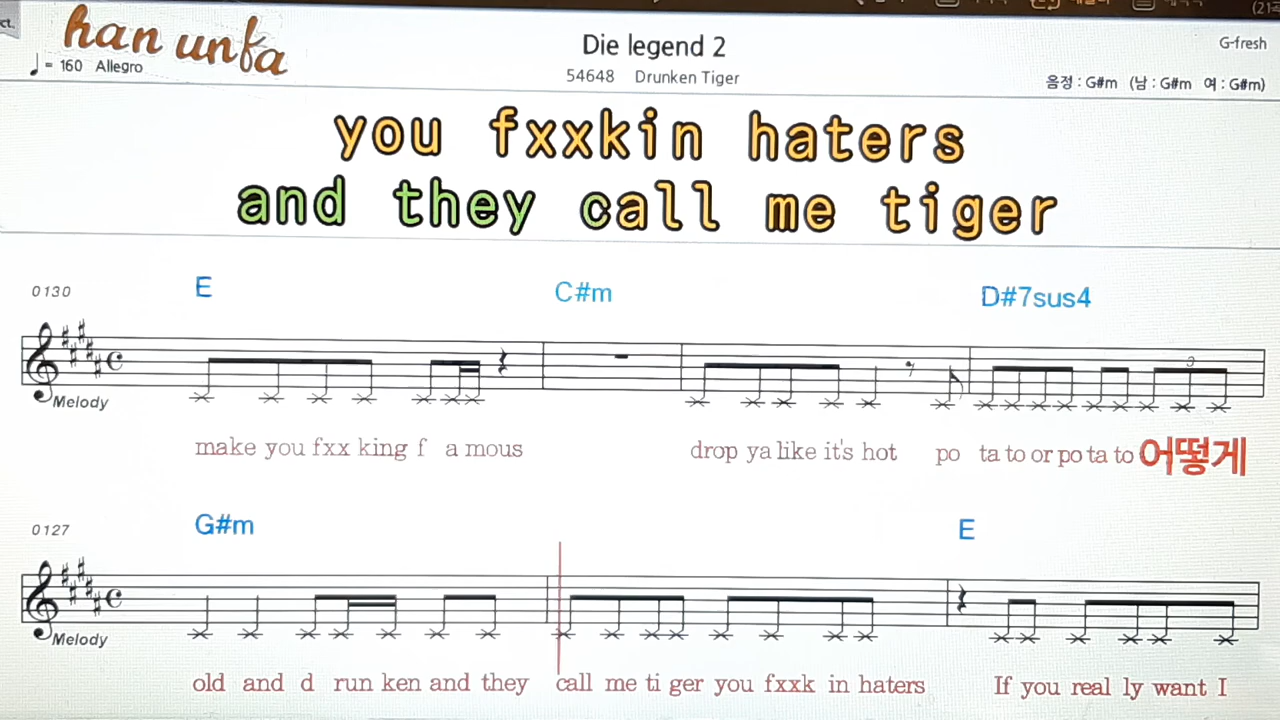 ct.
han unfa
♩= 160 Allegro
Die legend 2
54648 Drunken Tiger
G-fresh
음정 : G#m (남 : G#m 여 : G#m)
you fxxkin haters
and they call me tiger
0130 E C#m D#7sus4
3
Melody
make you fxx king f a mous drop ya like it's hot po ta to or po ta to 어떻게
0127 G#m E
Melody
old and d run ken and they call me ti ger you fxxk in haters If you real ly want I